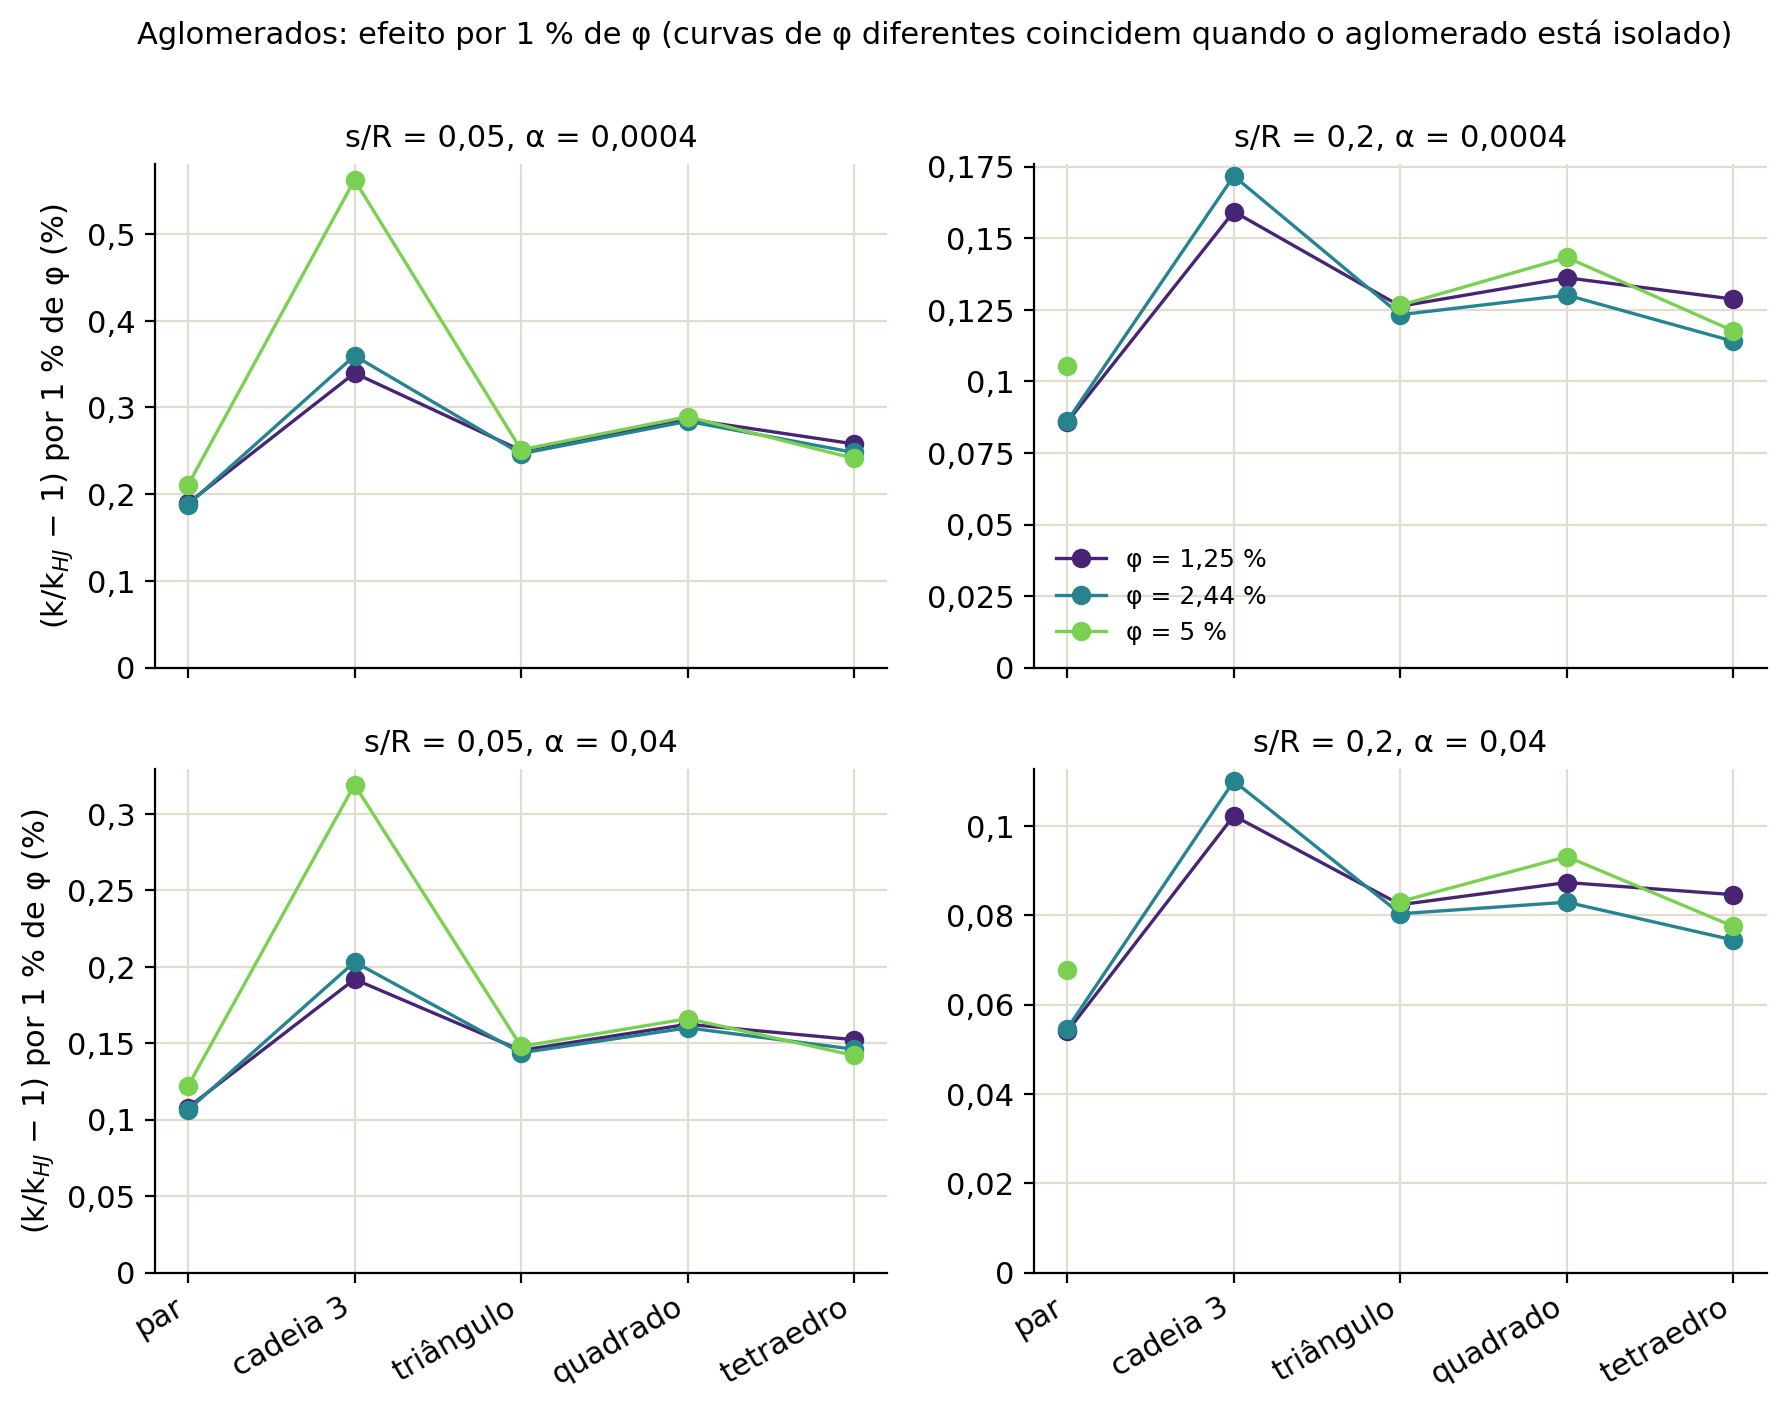 Aglomerados: efeito por 1 % de φ (curvas de φ diferentes coincidem quando o aglomerado está isolado)
s/R = 0,05, α = 0,0004
(k/k_HJ − 1) por 1 % de φ (%)
0,5
0,4
0,3
0,2
0,1
0
s/R = 0,2, α = 0,0004
0,175
0,15
0,125
0,1
0,075
0,05
0,025
0
φ = 1,25 %
φ = 2,44 %
φ = 5 %
s/R = 0,05, α = 0,04
(k/k_HJ − 1) por 1 % de φ (%)
0,3
0,25
0,2
0,15
0,1
0,05
0
par
cadeia 3
triângulo
quadrado
tetraedro
s/R = 0,2, α = 0,04
0,1
0,08
0,06
0,04
0,02
0
par
cadeia 3
triângulo
quadrado
tetraedro